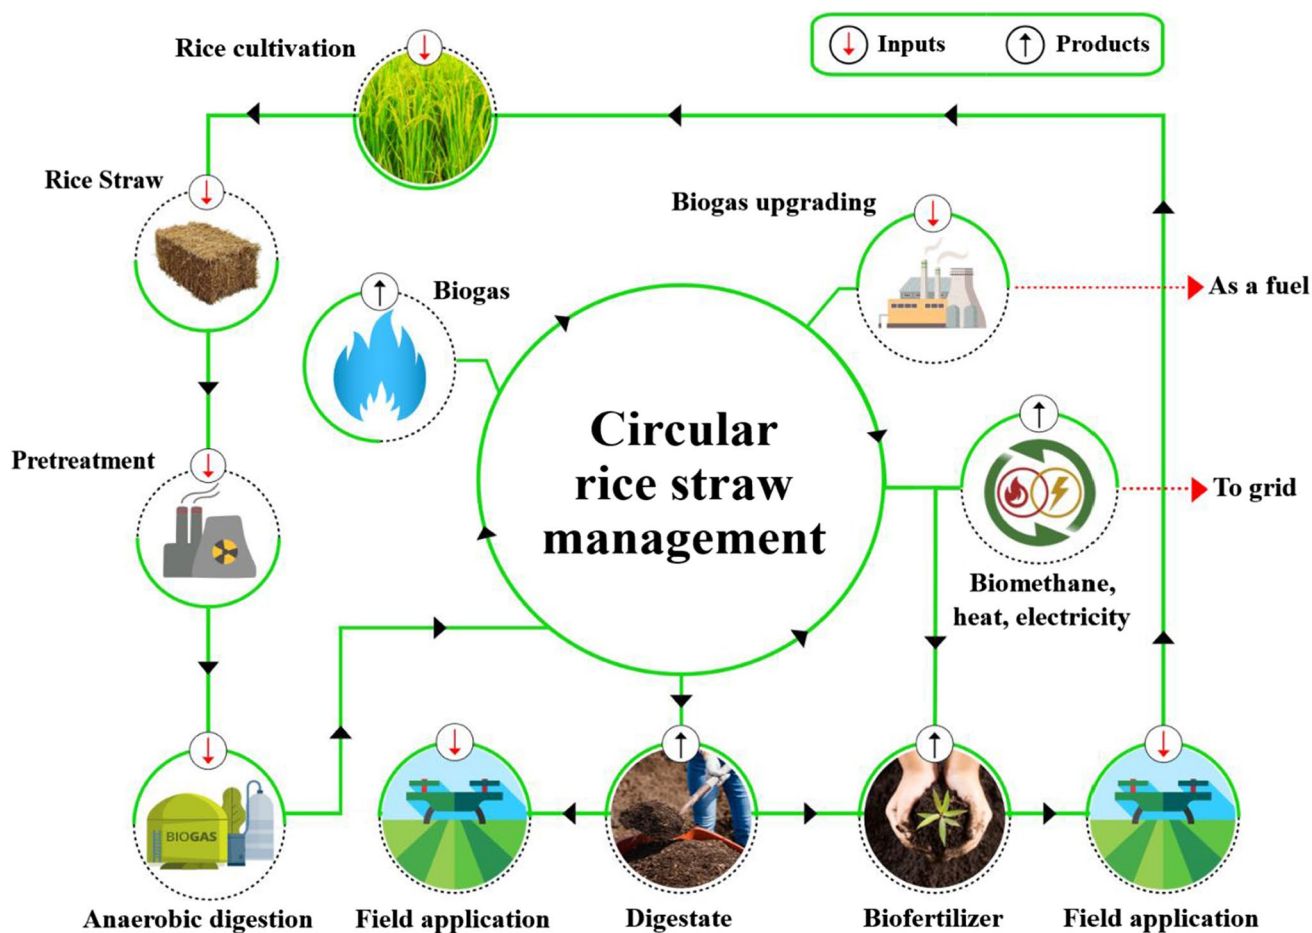 Rice cultivation
Inputs
Products
Rice Straw
Biogas upgrading
Biogas
As a fuel
Circular
rice straw
management
Pretreatment
To grid
Biomethane,
heat, electricity
BIOGAS
Anaerobic digestion
Field application
Digestate
Biofertilizer
Field application